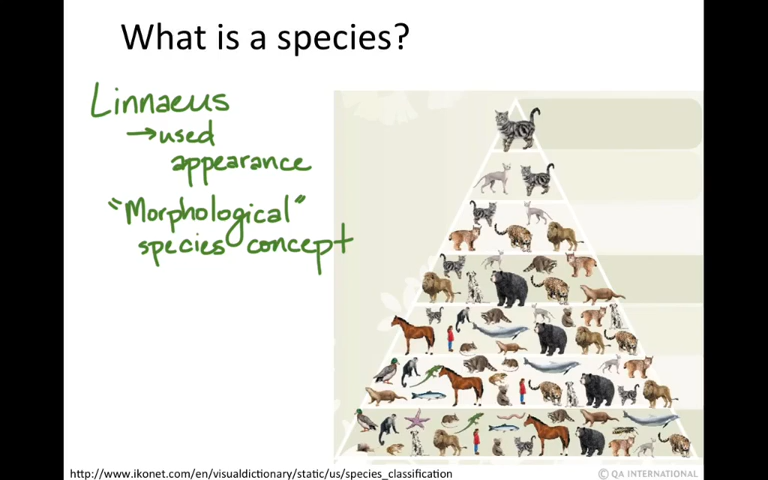 What is a species?
Linnaeus
→used
appearance
"Morphological"
species concept
http://www.ikonet.com/en/visualdictionary/static/us/species_classification
© QA INTERNATIONAL